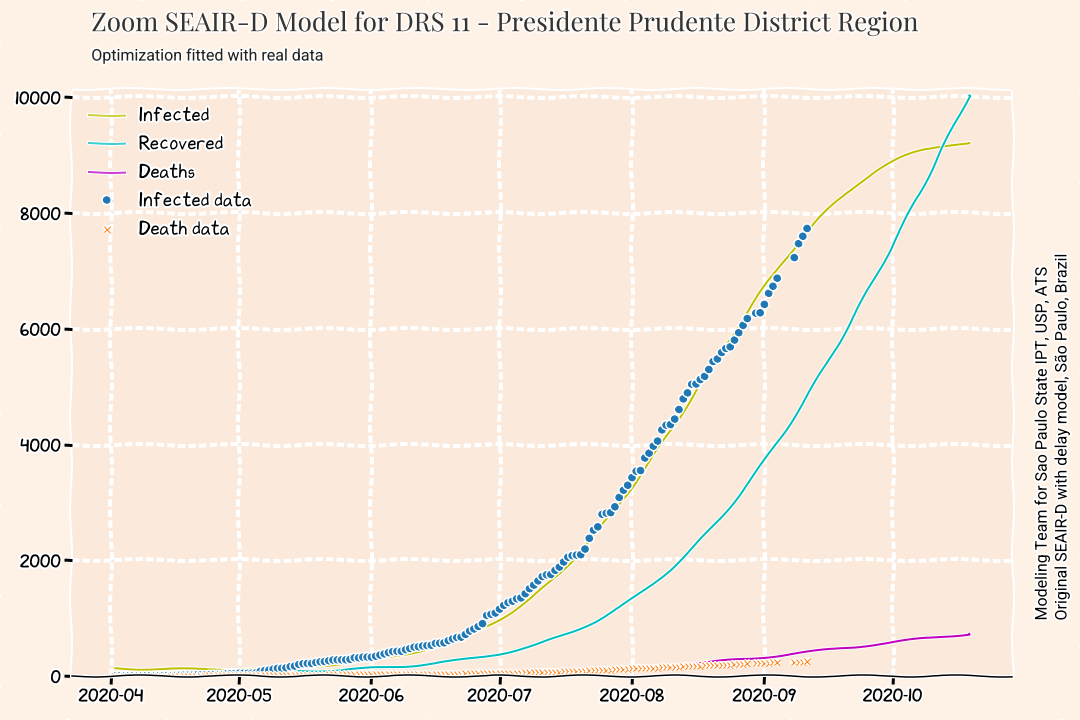 Zoom SEAIR-D Model for DRS 11 - Presidente Prudente District Region
Optimization fitted with real data
10000
8000
6000
4000
2000
0
Infected
Recovered
Deaths
Infected data
Death data
2020-04
2020-05
2020-06
2020-07
2020-08
2020-09
2020-10
Modeling Team for Sao Paulo State IPT, USP, ATS
Original SEAIR-D with delay model, São Paulo, Brazil